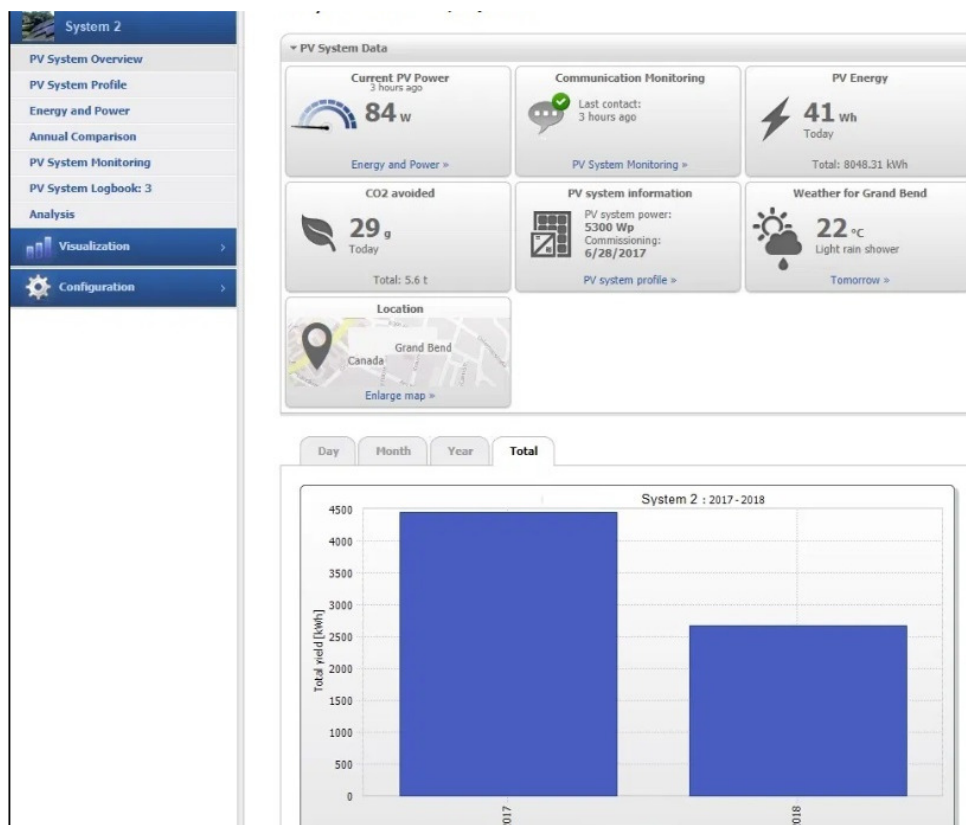 System 2
PV System Overview
PV System Profile
Energy and Power
Annual Comparison
PV System Monitoring
PV System Logbook: 3
Analysis
Visualization
Configuration
PV System Data
Current PV Power
3 hours ago
84 W
Energy and Power »
Communication Monitoring
Last contact:
3 hours ago
PV System Monitoring »
PV Energy
41 Wh
Today
Total: 8048.31 kWh
CO2 avoided
29 g
Today
Total: 5.6 t
PV system information
PV system power:
5300 Wp
Commissioning:
6/28/2017
PV system profile »
Weather for Grand Bend
22 °C
Light rain shower
Tomorrow »
Location
Grand Bend
Canada
Enlarge map »
Day
Month
Year
Total
System 2 : 2017 - 2018
Total yield [kWh]
4500
4000
3500
3000
2500
2000
1500
1000
500
0